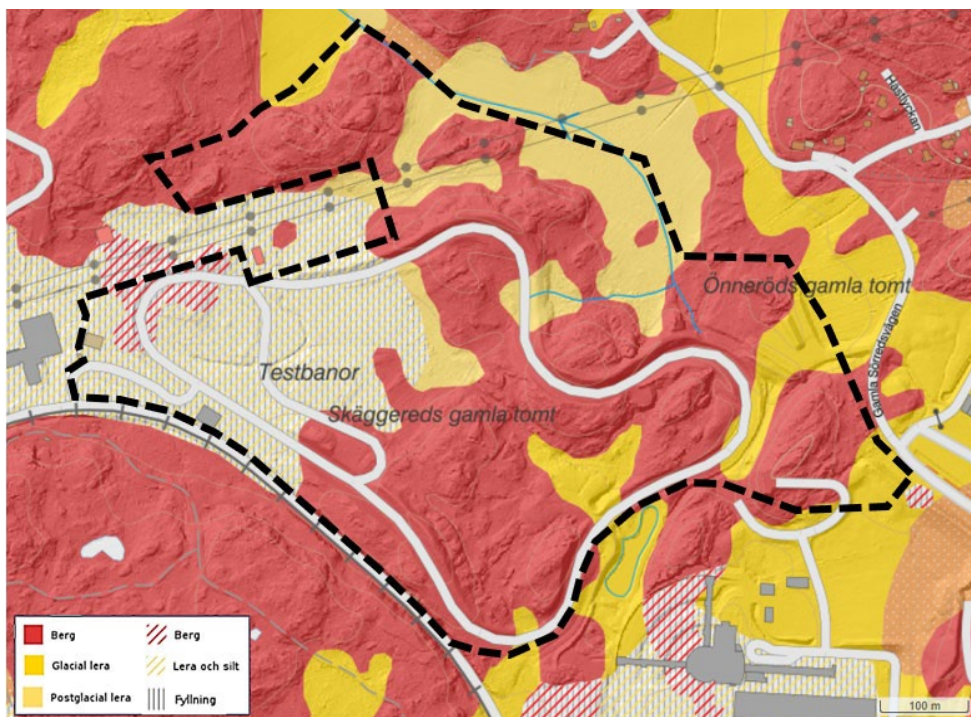 Hästlyckan
Önneröds gamla tomt
Gamla Sörredsvägen
Testbanor
Skäggereds gamla tomt
Berg
Berg
Glacial lera
Lera och silt
Postglacial lera
Fyllning
100 m